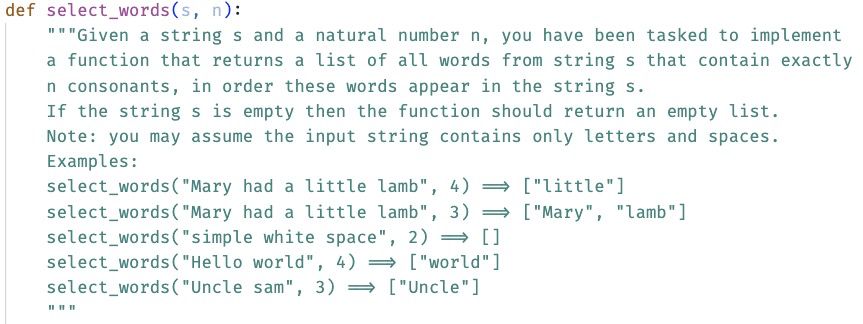 def select_words(s, n):
"""Given a string s and a natural number n, you have been tasked to implement
a function that returns a list of all words from string s that contain exactly
n consonants, in order these words appear in the string s.
If the string s is empty then the function should return an empty list.
Note: you may assume the input string contains only letters and spaces.
Examples:
select_words("Mary had a little lamb", 4) ==> ["little"]
select_words("Mary had a little lamb", 3) ==> ["Mary", "lamb"]
select_words("simple white space", 2) ==> []
select_words("Hello world", 4) ==> ["world"]
select_words("Uncle sam", 3) ==> ["Uncle"]
"""